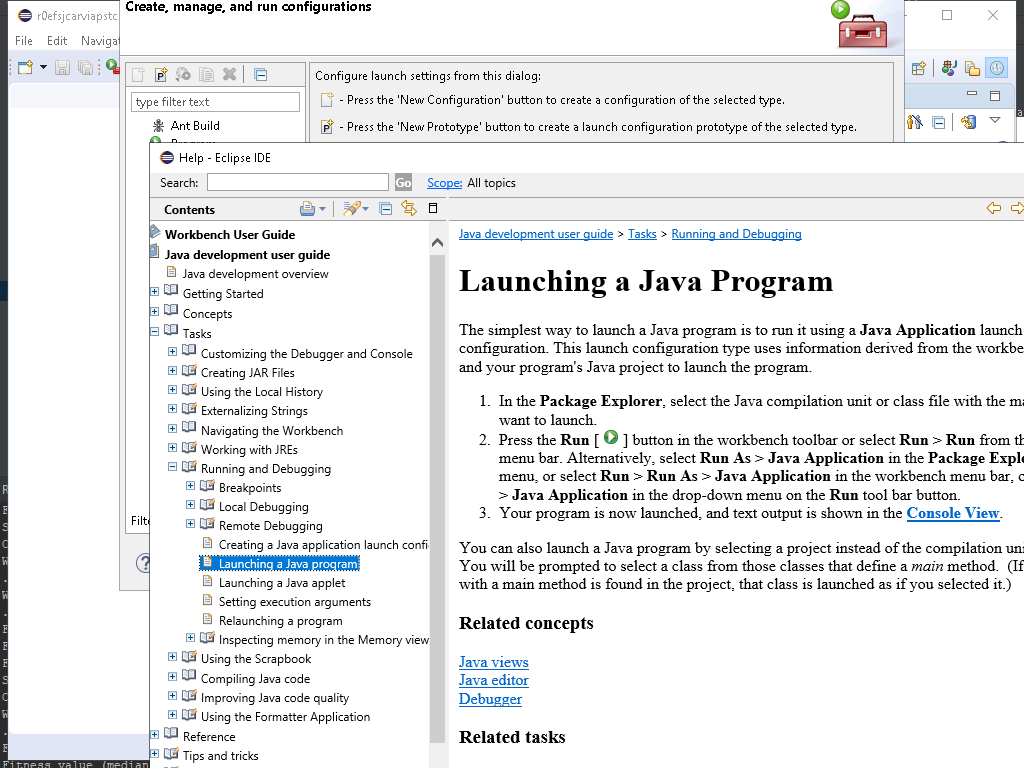 Create, manage, and run configurations
r0efsjcarviapstc
File Edit Navigat
Configure launch settings from this dialog:
- Press the 'New Configuration' button to create a configuration of the selected type.
- Press the 'New Prototype' button to create a launch configuration prototype of the selected type.
type filter text
Ant Build
Help - Eclipse IDE
Search: Go Scope: All topics
Contents
Workbench User Guide
Java development user guide
Java development overview
Getting Started
Concepts
Tasks
Customizing the Debugger and Console
Creating JAR Files
Using the Local History
Externalizing Strings
Navigating the Workbench
Working with JREs
Running and Debugging
Breakpoints
Local Debugging
Remote Debugging
Creating a Java application launch confi
Launching a Java program
Launching a Java applet
Setting execution arguments
Relaunching a program
Inspecting memory in the Memory view
Using the Scrapbook
Compiling Java code
Improving Java code quality
Using the Formatter Application
Reference
Tips and tricks
Java development user guide > Tasks > Running and Debugging
Launching a Java Program
The simplest way to launch a Java program is to run it using a Java Application launch
configuration. This launch configuration type uses information derived from the workbe
and your program's Java project to launch the program.
1. In the Package Explorer, select the Java compilation unit or class file with the ma
want to launch.
2. Press the Run [ ] button in the workbench toolbar or select Run > Run from th
menu bar. Alternatively, select Run As > Java Application in the Package Explo
menu, or select Run > Run As > Java Application in the workbench menu bar, o
> Java Application in the drop-down menu on the Run tool bar button.
3. Your program is now launched, and text output is shown in the Console View.
You can also launch a Java program by selecting a project instead of the compilation uni
You will be prompted to select a class from those classes that define a main method. (If
with a main method is found in the project, that class is launched as if you selected it.)
Related concepts
Java views
Java editor
Debugger
Related tasks
Filte
Fitness value (median